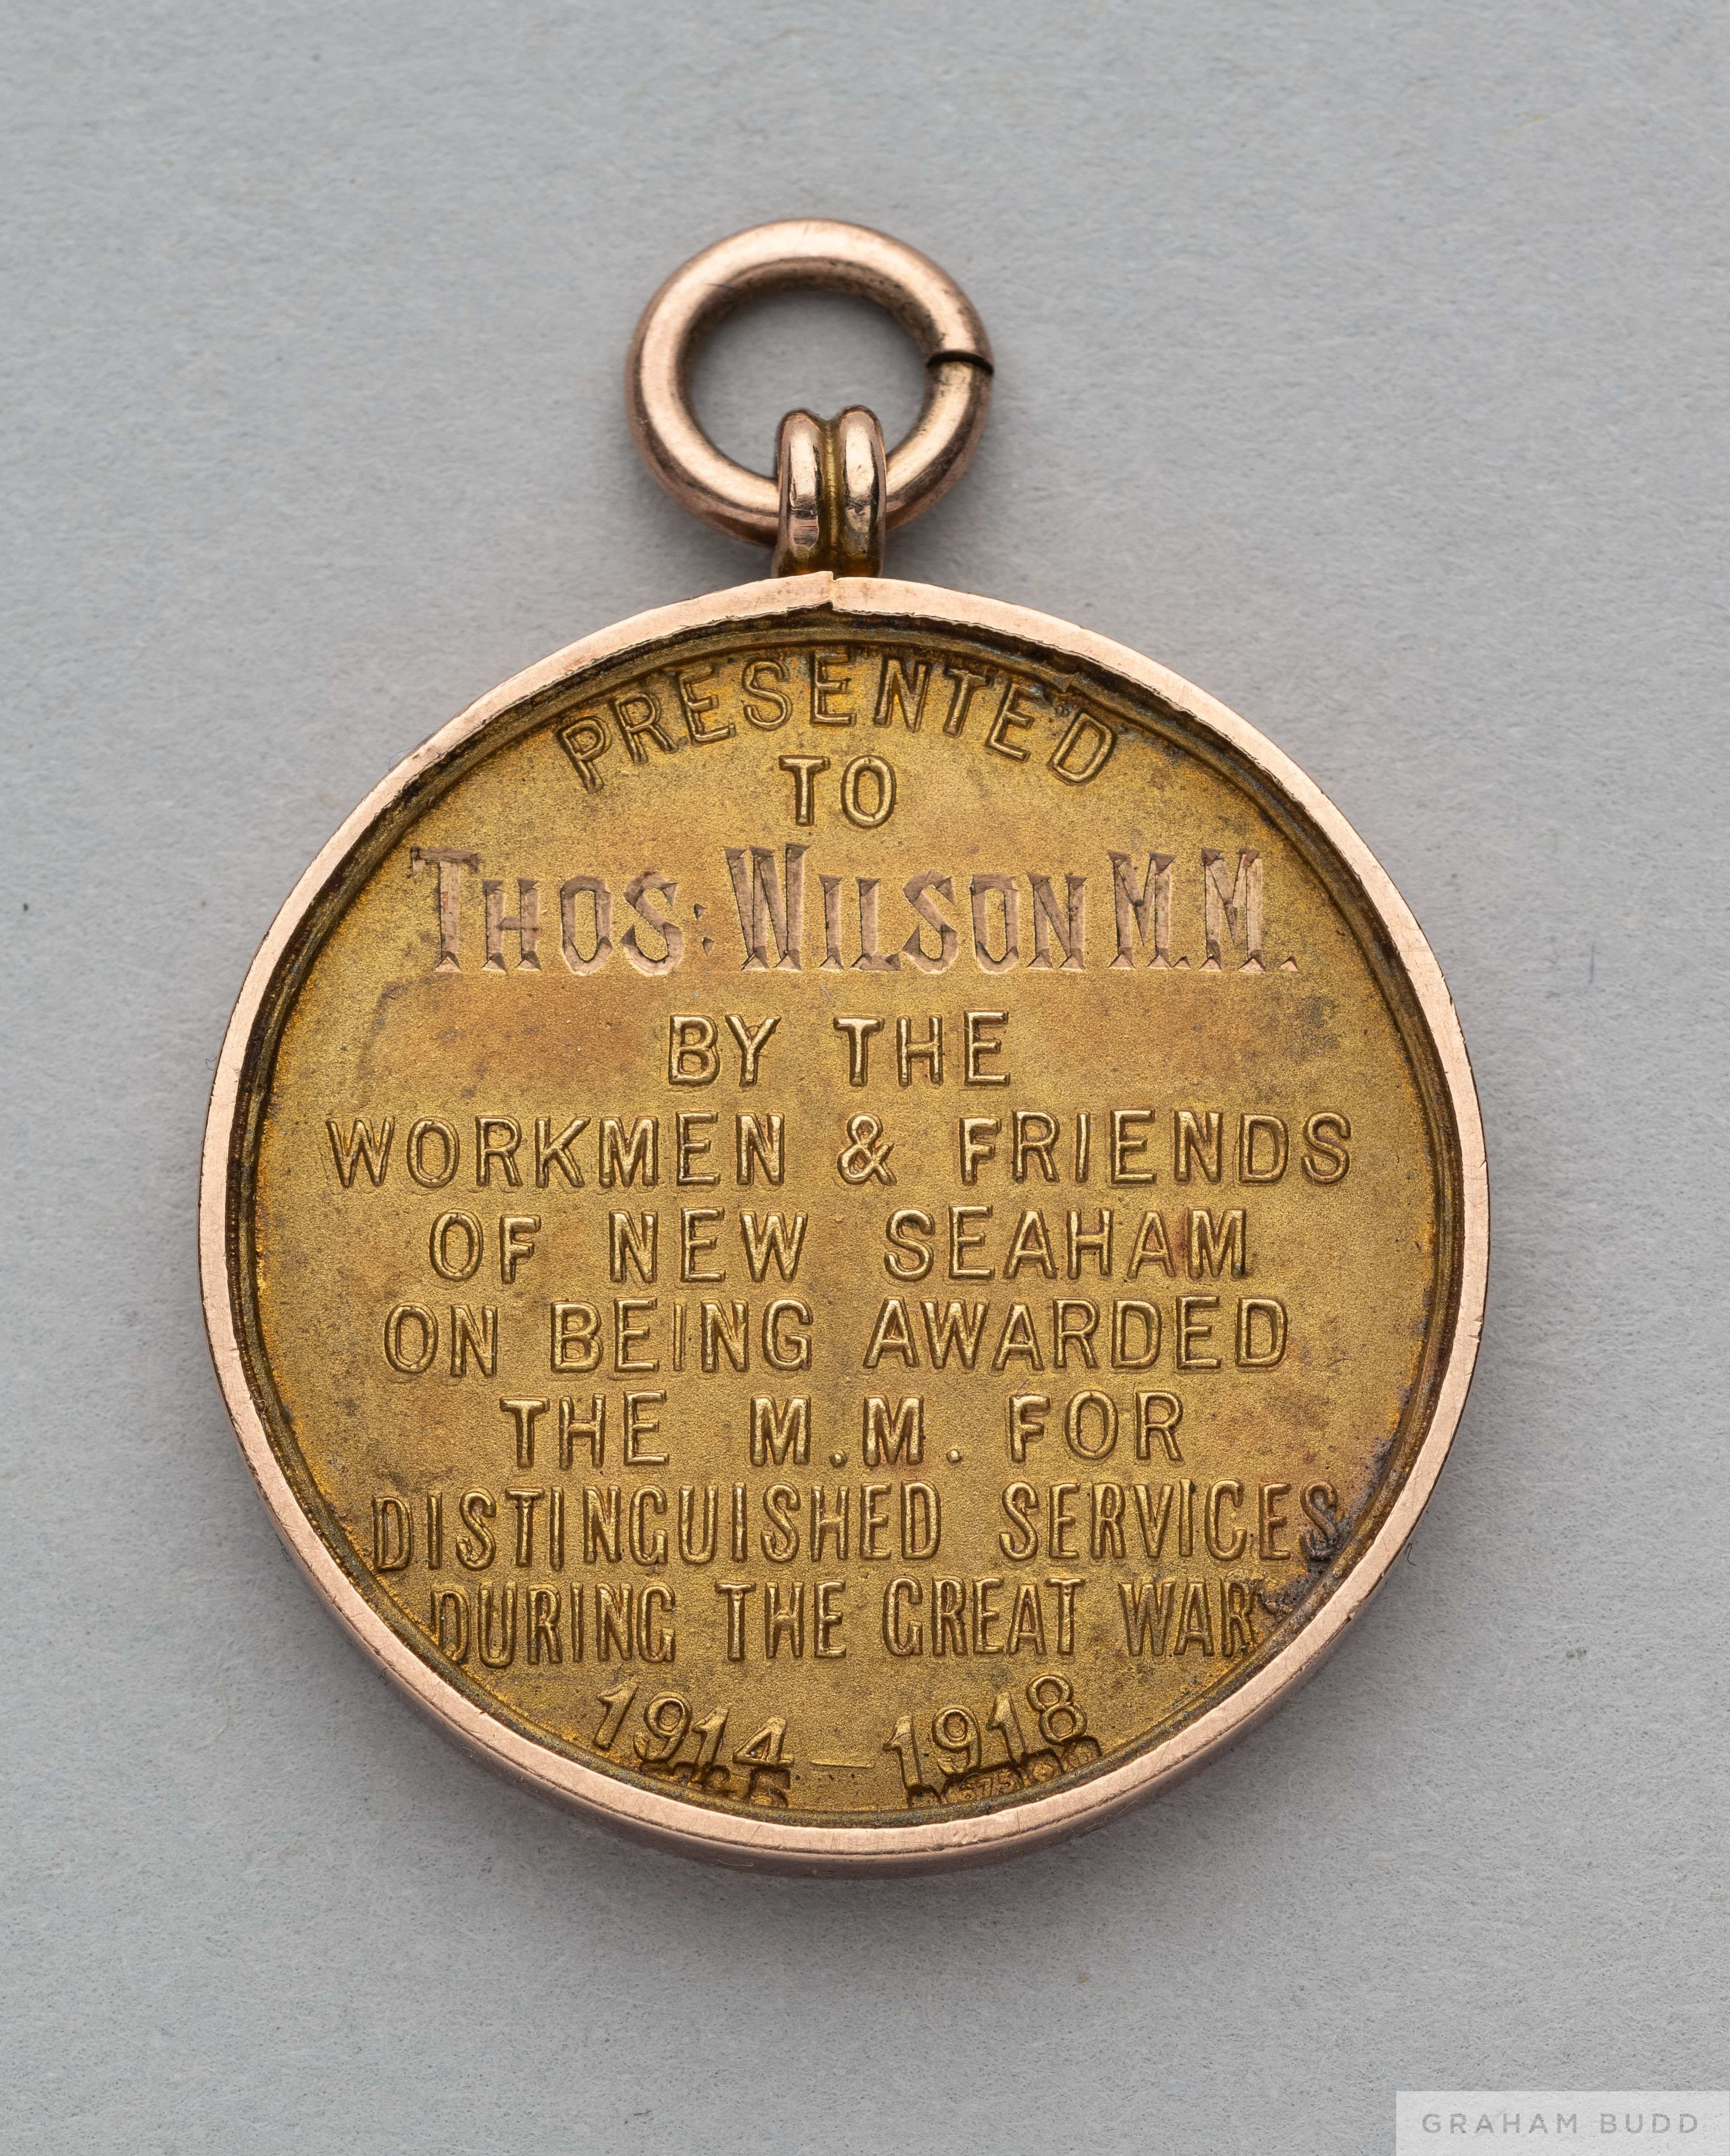 PRESENTED
TO
THOS: WILSON M.M.
BY THE
WORKMEN & FRIENDS
OF NEW SEAHAM
ON BEING AWARDED
THE M.M. FOR
DISTINGUISHED SERVICES
DURING THE GREAT WAR
1914 – 1918
GRAHAM BUDD